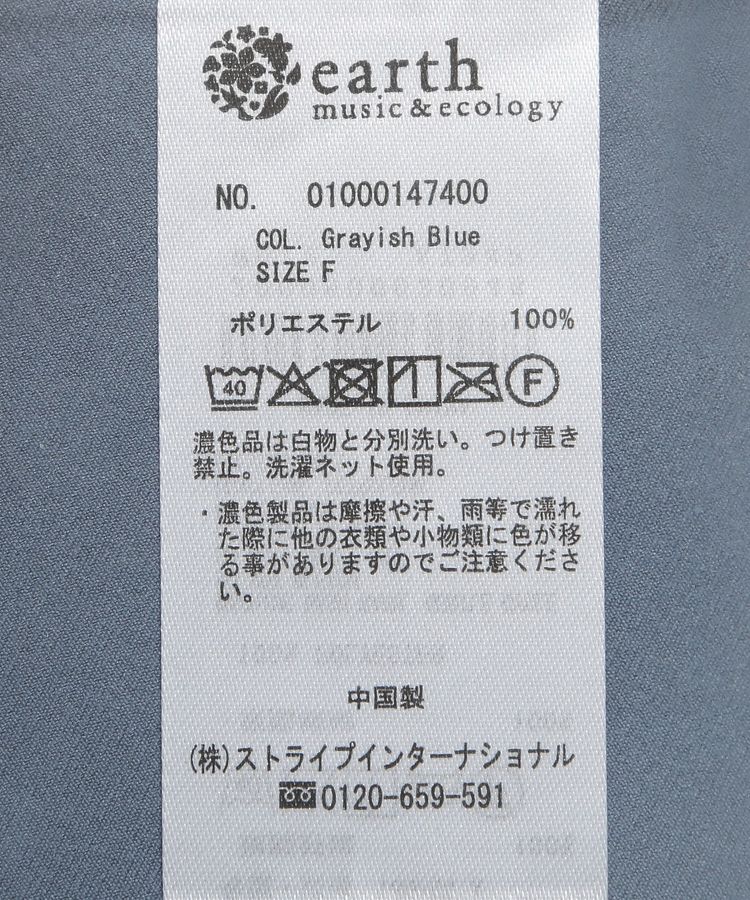 earth
music&ecology
NO. 01000147400
COL. Grayish Blue
SIZE F
ポリエステル 100%
40 F
濃色品は白物と分別洗い。つけ置き
禁止。洗濯ネット使用。
・濃色製品は摩擦や汗、雨等で濡れ
た際に他の衣類や小物類に色が移
る事がありますのでご注意くださ
い。
中国製
(株)ストライプインターナショナル
0120-659-591